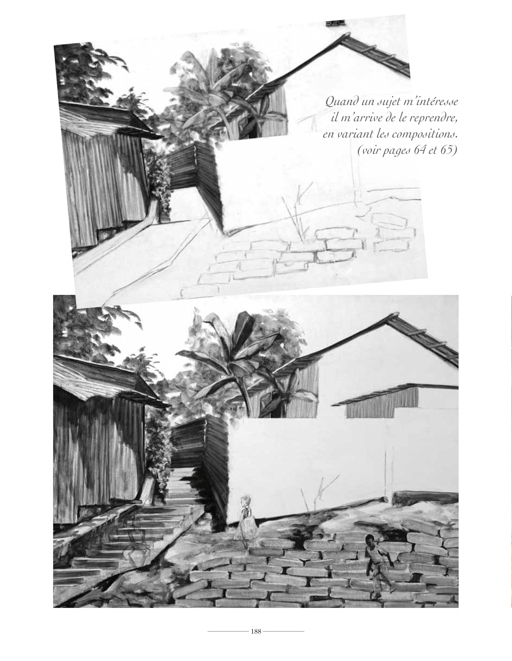 Quand un sujet m'intéresse
il m'arrive de le reprendre,
en variant les compositions.
(voir pages 64 et 65)
188